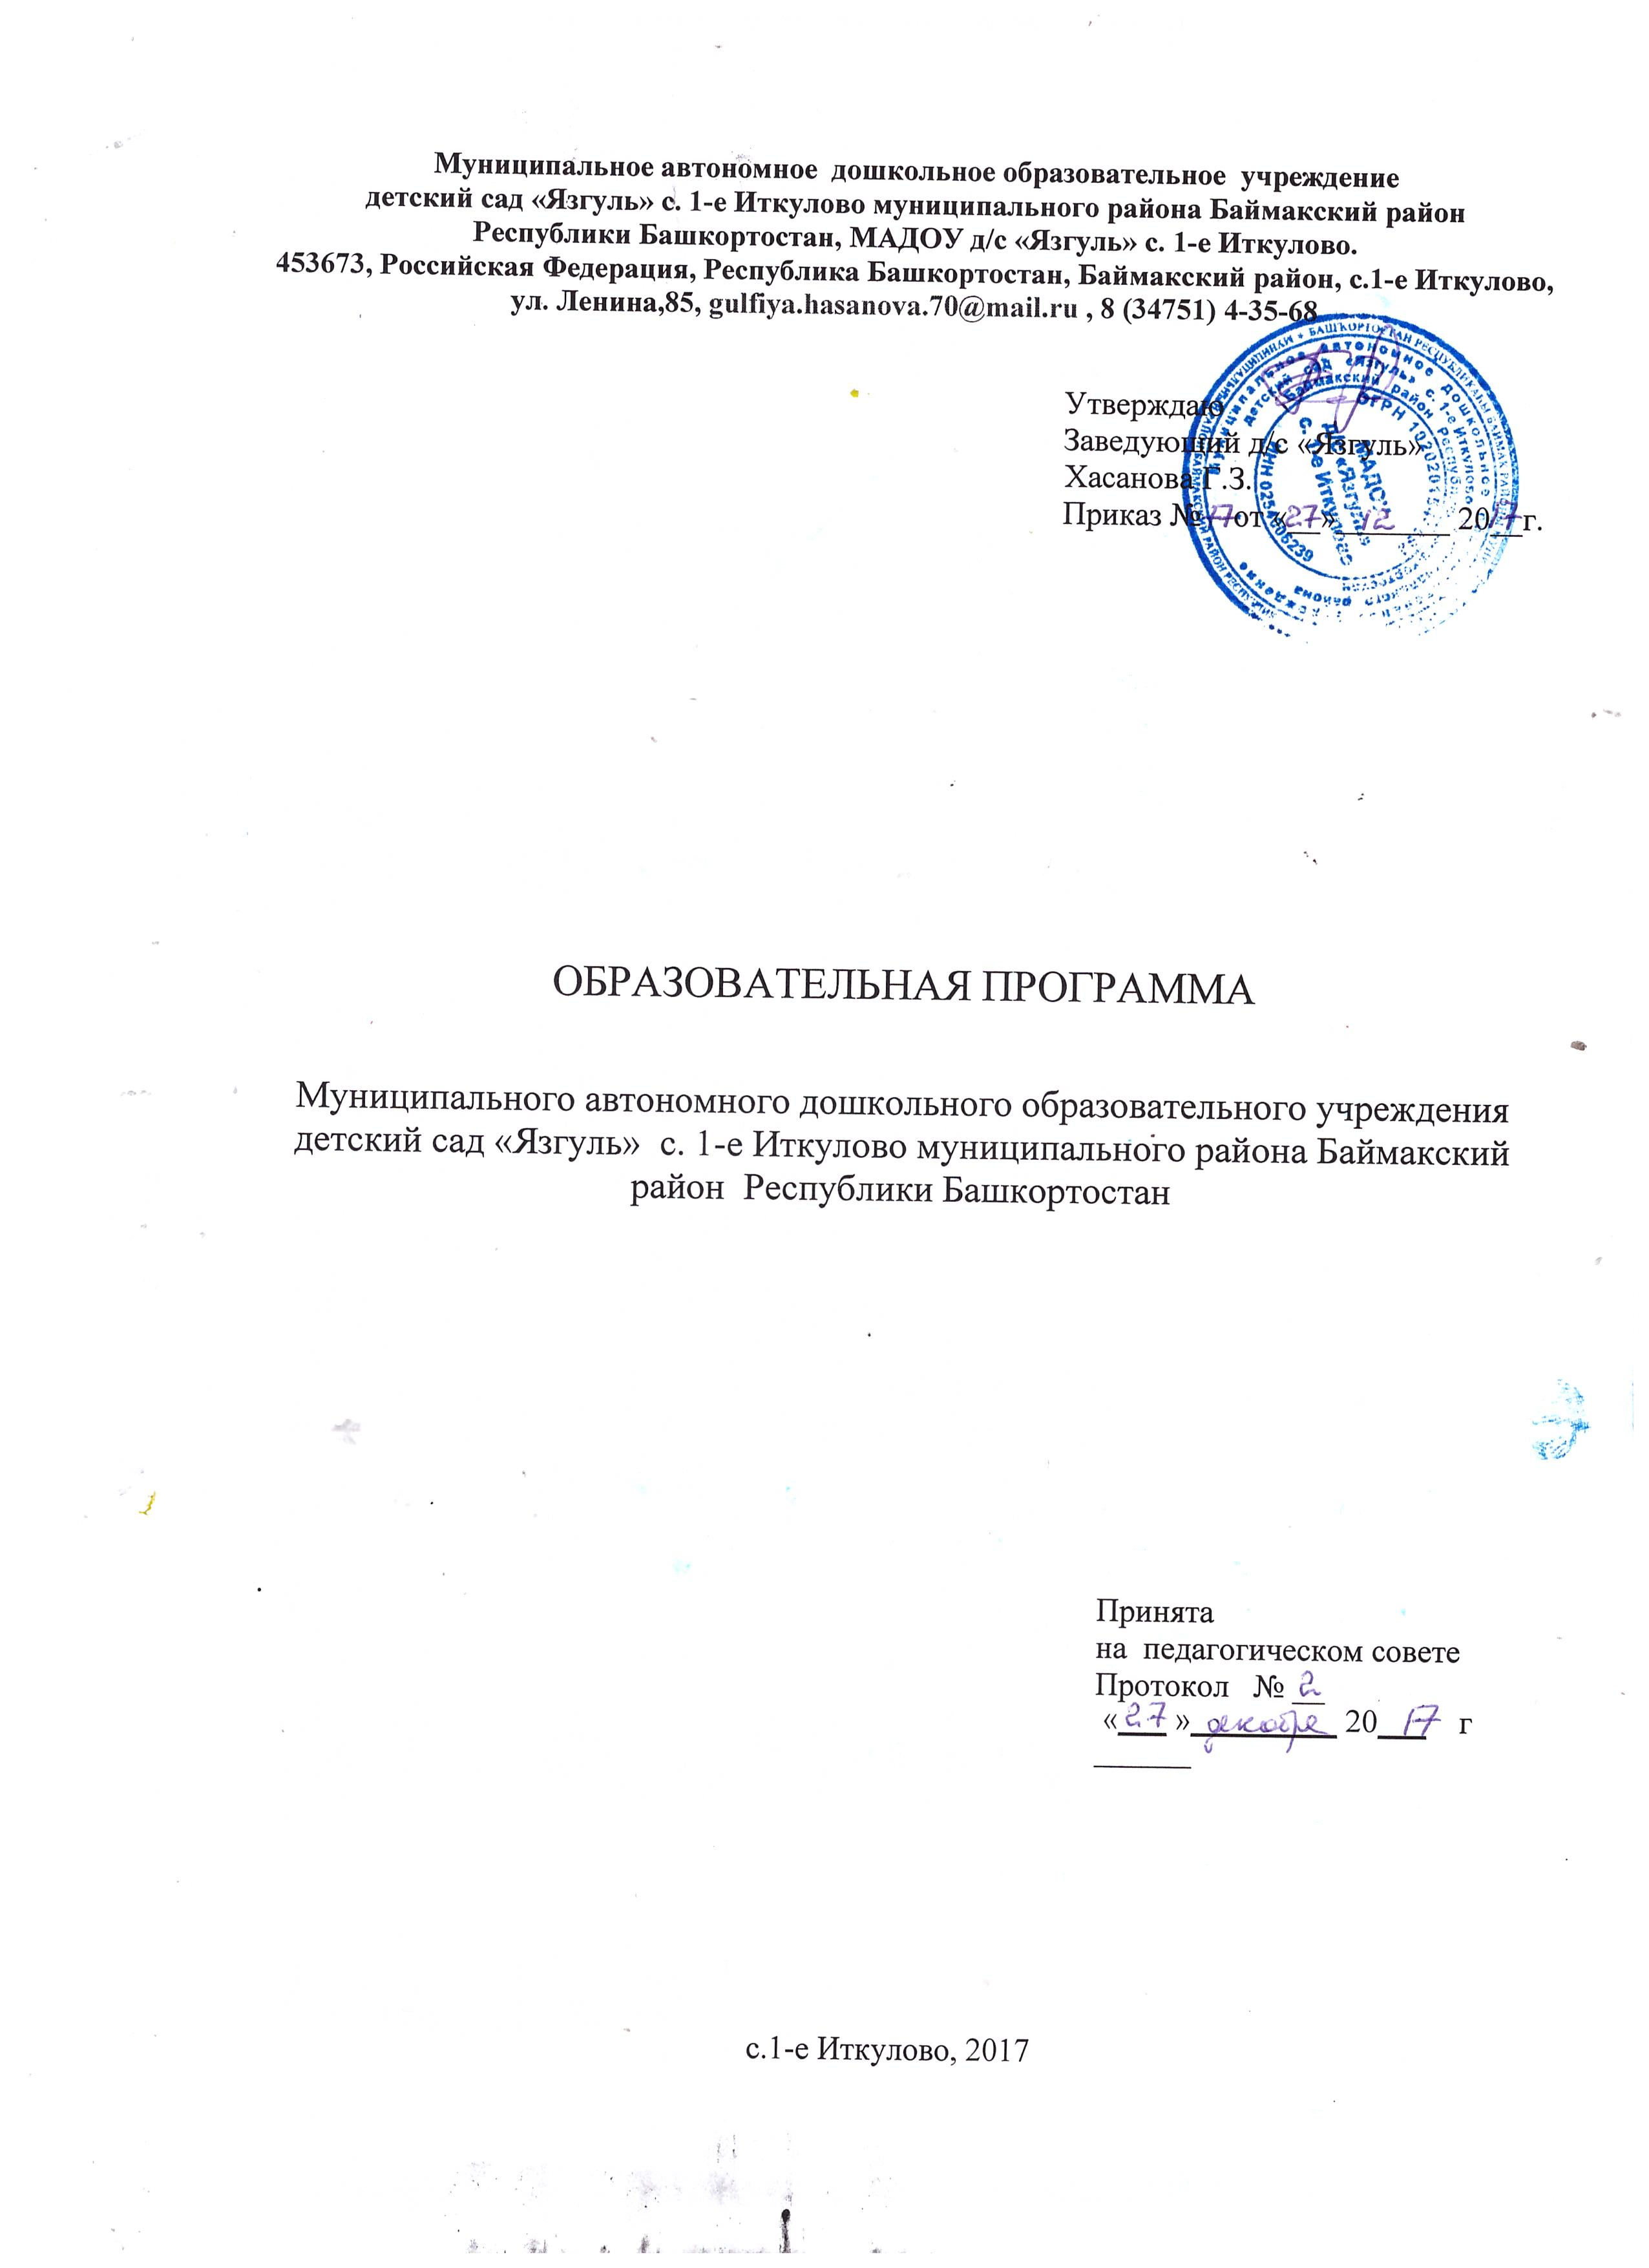 Муниципальное автономное дошкольное образовательное учреждение
детский сад «Язгуль» с. 1-е Иткулово муниципального района Баймакский район
Республики Башкортостан, МАДОУ д/с «Язгуль» с. 1-е Иткулово.
453673, Российская Федерация, Республика Башкортостан, Баймакский район, с.1-е Иткулово,
ул. Ленина,85, gulfiya.hasanova.70@mail.ru , 8 (34751) 4-35-68
Утверждаю
Заведующий д/с «Язгуль»
Хасанова Г.З.
Приказ № 17 от «27» 12 2017г.
ОБРАЗОВАТЕЛЬНАЯ ПРОГРАММА
Муниципального автономного дошкольного образовательного учреждения
детский сад «Язгуль» с. 1-е Иткулово муниципального района Баймакский
район Республики Башкортостан
Принята
на педагогическом совете
Протокол № 2
«27» декабря 2017 г
с.1-е Иткулово, 2017